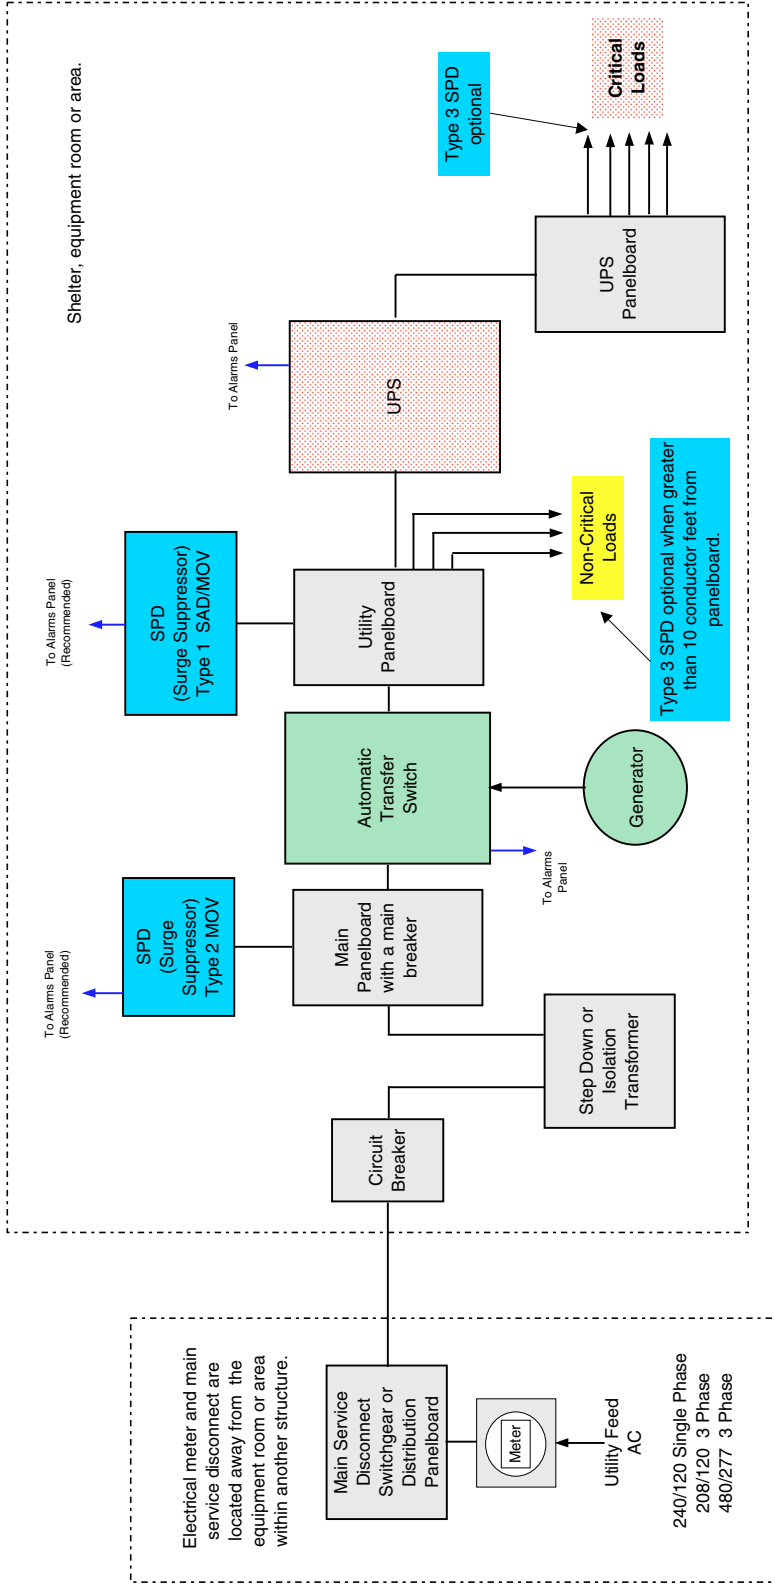 Electrical meter and main
service disconnect are
located away from the
equipment room or area
within another structure.
Main Service
Disconnect
Switchgear or
Distribution
Panelboard
Meter
Utility Feed
AC
240/120 Single Phase
208/120 3 Phase
480/277 3 Phase
Shelter, equipment room or area.
Circuit
Breaker
Step Down or
Isolation
Transformer
To Alarms Panel
(Recommended)
SPD
(Surge
Suppressor)
Type 2 MOV
Main
Panelboard
with a main
breaker
Automatic
Transfer
Switch
To Alarms
Panel
Generator
To Alarms Panel
(Recommended)
SPD
(Surge Suppressor)
Type 1 SAD/MOV
Utility
Panelboard
Non-Critical
Loads
Type 3 SPD optional when greater
than 10 conductor feet from
panelboard.
To Alarms Panel
UPS
UPS
Panelboard
Type 3 SPD
optional
Critical
Loads